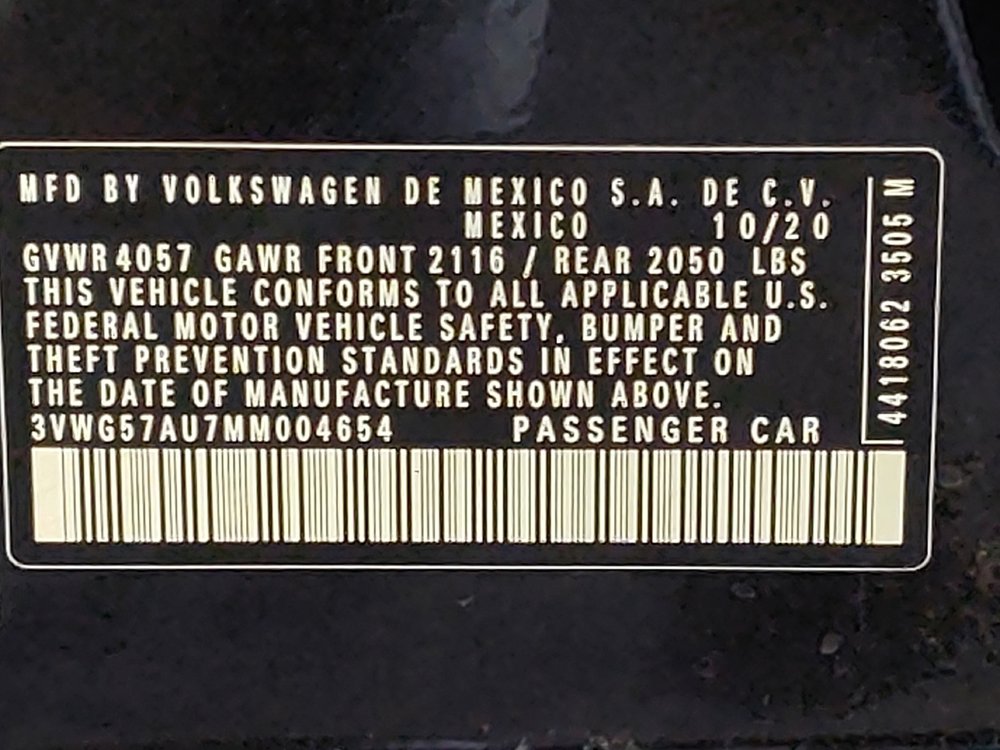 MFD BY VOLKSWAGEN DE MEXICO S.A. DE C.V.
MEXICO 10/20
GVWR 4057 GAWR FRONT 2116 / REAR 2050 LBS
THIS VEHICLE CONFORMS TO ALL APPLICABLE U.S.
FEDERAL MOTOR VEHICLE SAFETY, BUMPER AND
THEFT PREVENTION STANDARDS IN EFFECT ON
THE DATE OF MANUFACTURE SHOWN ABOVE.
3VWG57AU7MM004654 PASSENGER CAR
4418062 3505 M